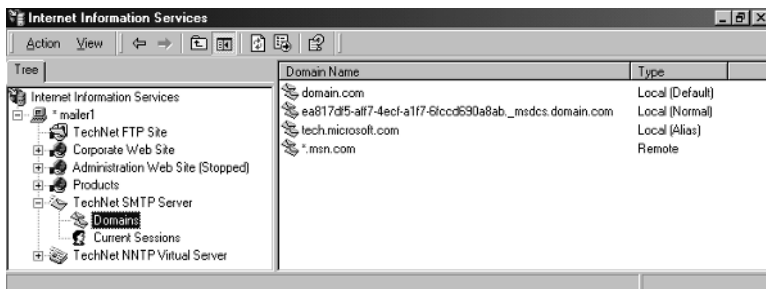 Internet Information Services
Action View
Tree
Internet Information Services
* mailer1
TechNet FTP Site
Corporate Web Site
Administration Web Site (Stopped)
Products
TechNet SMTP Server
Domains
Current Sessions
TechNet NNTP Virtual Server
Domain Name Type
domain.com Local (Default)
ea817df5-aff7-4ecf-a1f7-6fccd690a8ab._msdcs.domain.com Local (Normal)
tech.microsoft.com Local (Alias)
*.msn.com Remote